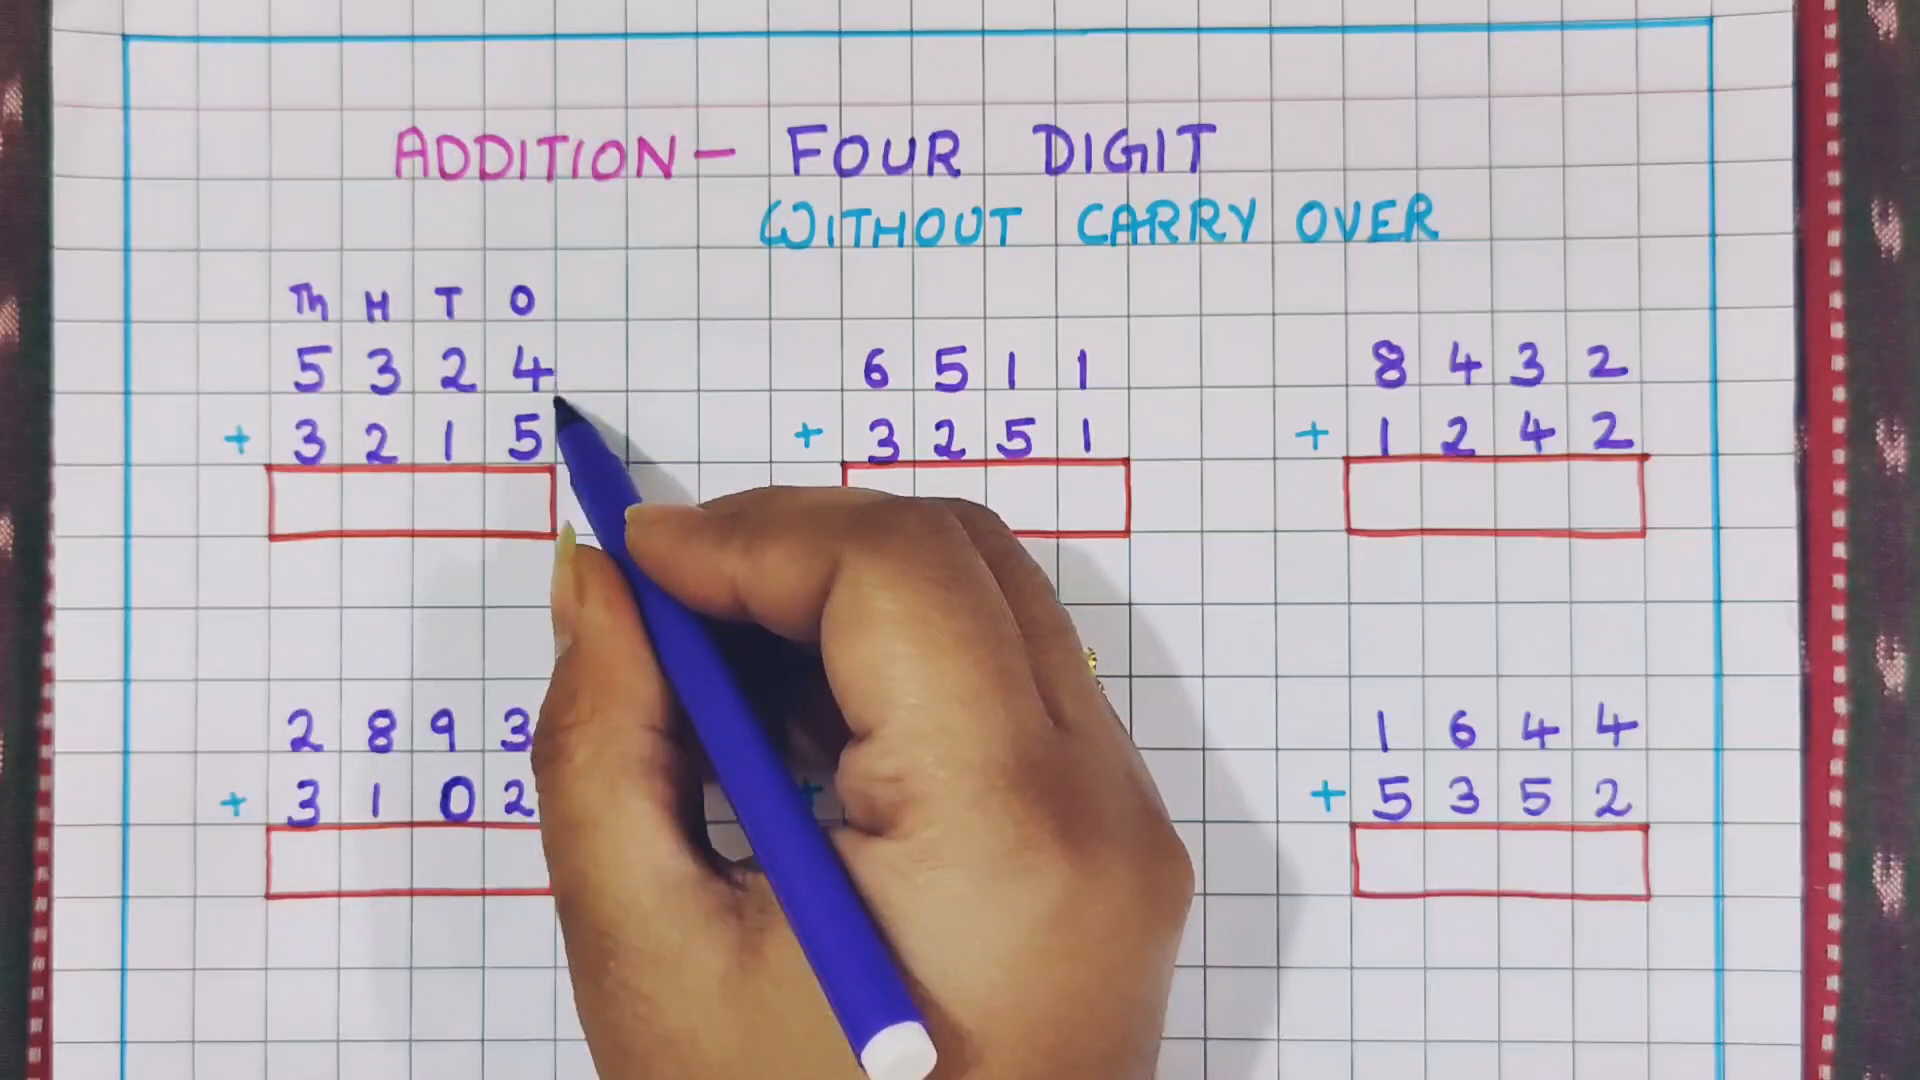 ADDITION - FOUR DIGIT
WITHOUT CARRY OVER
Th H T O
5 3 2 4
+ 3 2 1 5
6 5 1 1
+ 3 2 5 1
8 4 3 2
+ 1 2 4 2
2 8 9 3
+ 3 1 0 2
+
1 6 4 4
+ 5 3 5 2